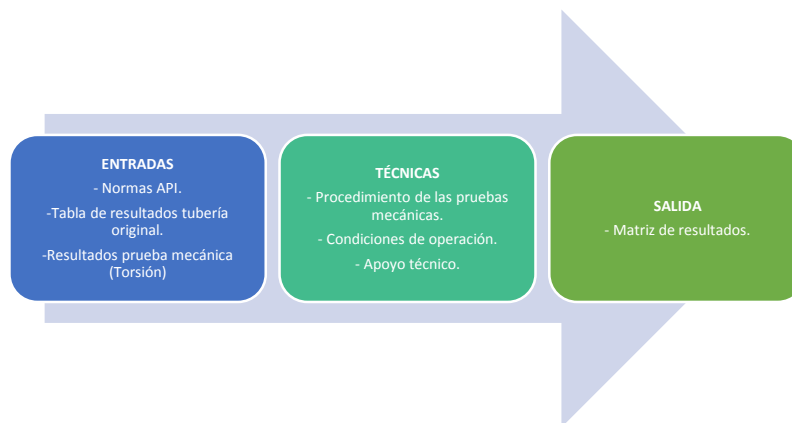 ENTRADAS
- Normas API.
-Tabla de resultados tubería
original.
-Resultados prueba mecánica
(Torsión)
TÉCNICAS
- Procedimiento de las pruebas
mecánicas.
- Condiciones de operación.
- Apoyo técnico.
SALIDA
- Matriz de resultados.